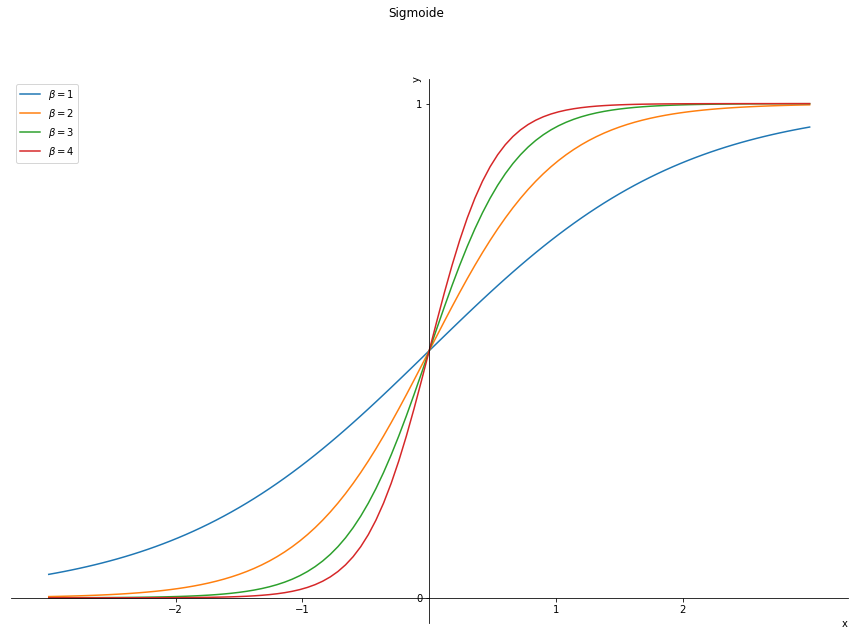 Sigmoide
y
β = 1
β = 2
β = 3
β = 4
1
0
−2
−1
1
2
x